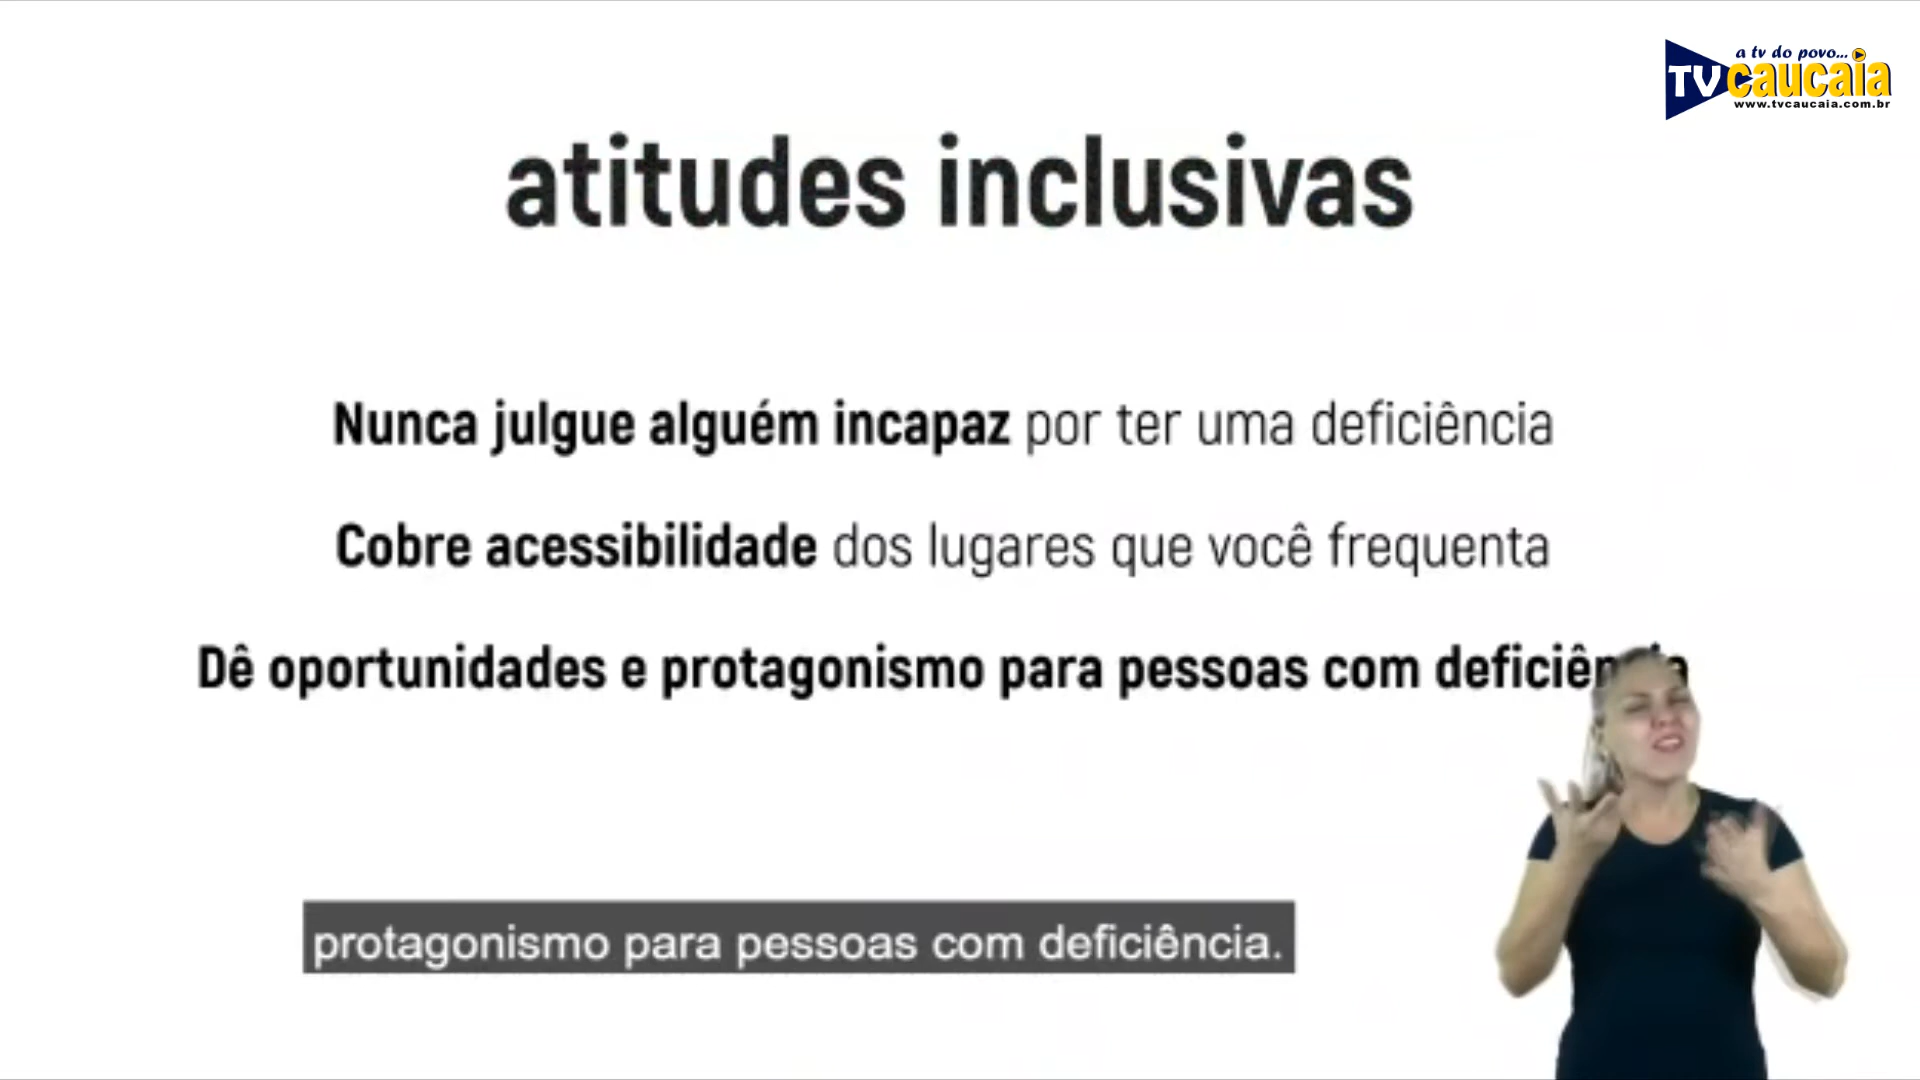 a tv do povo...
TV caucaia
www.tvcaucaia.com.br
atitudes inclusivas
Nunca julgue alguém incapaz por ter uma deficiência
Cobre acessibilidade dos lugares que você frequenta
Dê oportunidades e protagonismo para pessoas com deficiência
protagonismo para pessoas com deficiência.